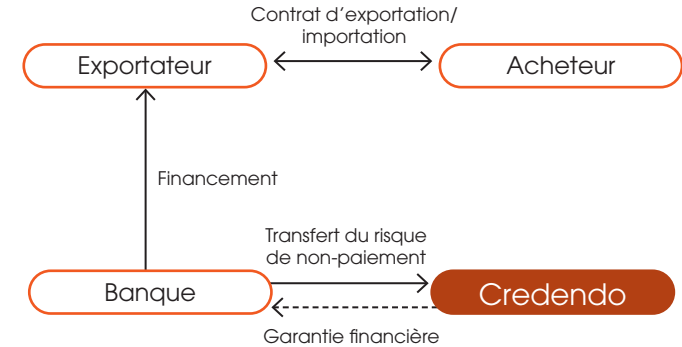 Contrat d’exportation/
importation
Exportateur
Acheteur
Financement
Transfert du risque
de non-paiement
Banque
Credendo
Garantie financière